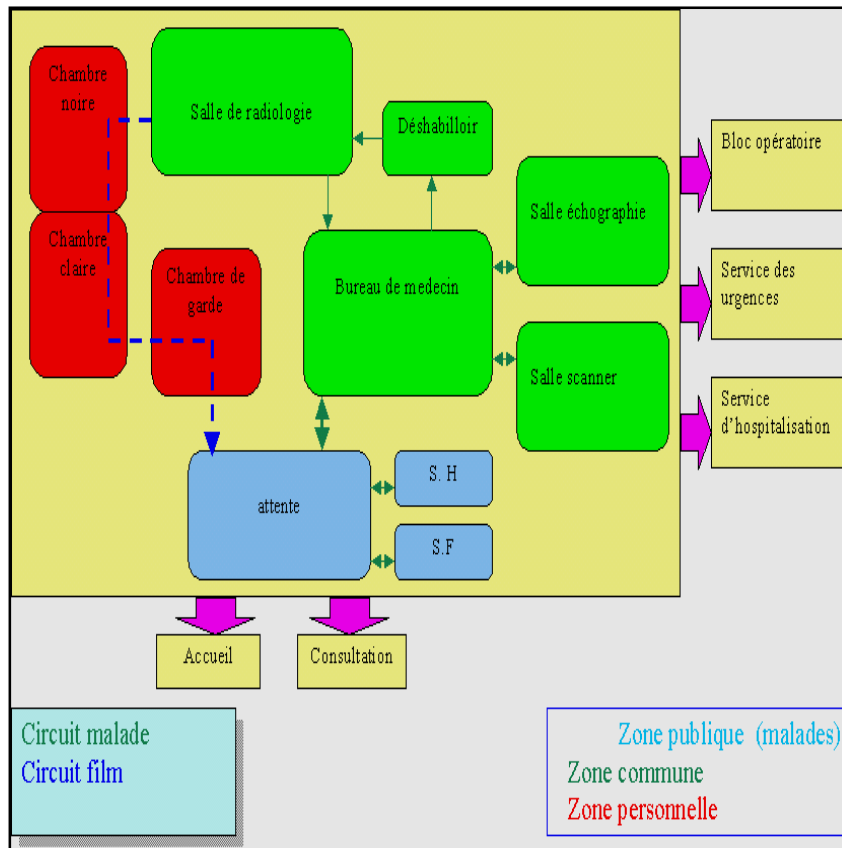 Chambre
noire
Salle de radiologie
Déshabilloir
Bloc opératoire
Salle échographie
Chambre
claire
Chambre de
garde
Bureau de medecin
Service des
urgences
Salle scanner
Service
d'hospitalisation
attente
S. H
S.F
Accueil
Consultation
Circuit malade
Circuit film
Zone publique (malades)
Zone commune
Zone personnelle